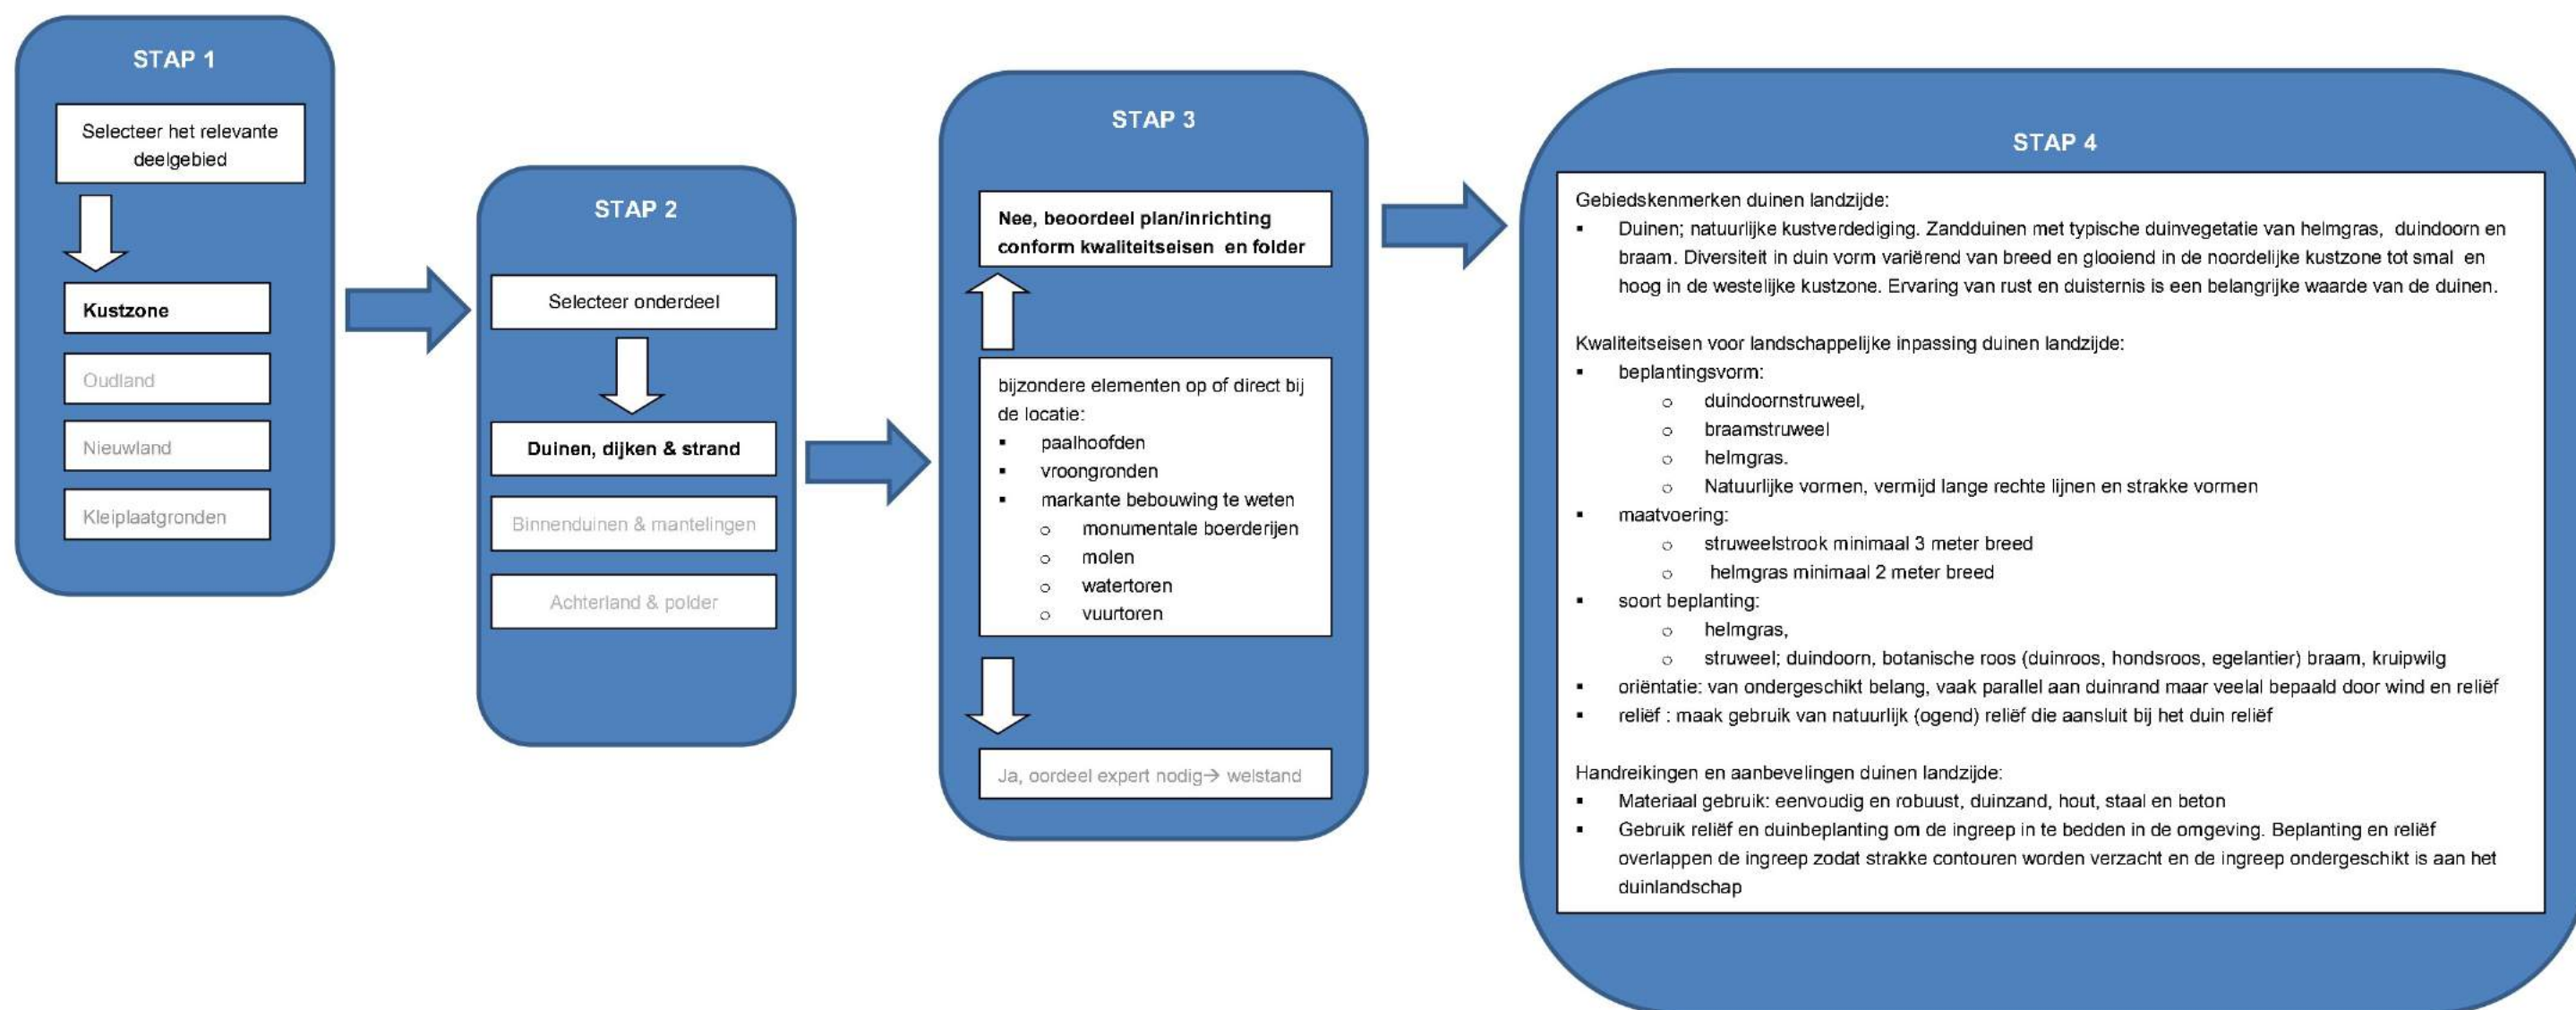 STAP 1
Selecteer het relevante
deelgebied
Kustzone
Oudland
Nieuwland
Kleiplaatgronden
STAP 2
Selecteer onderdeel
Duinen, dijken & strand
Binnenduinen & mantelingen
Achterland & polder
STAP 3
Nee, beoordeel plan/inrichting
conform kwaliteitseisen en folder
bijzondere elementen op of direct bij
de locatie:
▪ paalhoofden
▪ vroongronden
▪ markante bebouwing te weten
○ monumentale boerderijen
○ molen
○ watertoren
○ vuurtoren
Ja, oordeel expert nodig→ welstand
STAP 4
Gebiedskenmerken duinen landzijde:
▪ Duinen; natuurlijke kustverdediging. Zandduinen met typische duinvegetatie van helmgras, duindoorn en
braam. Diversiteit in duin vorm variërend van breed en glooiend in de noordelijke kustzone tot smal en
hoog in de westelijke kustzone. Ervaring van rust en duisternis is een belangrijke waarde van de duinen.
Kwaliteitseisen voor landschappelijke inpassing duinen landzijde:
▪ beplantingsvorm:
○ duindoornstruweel,
○ braamstruweel
○ helmgras.
○ Natuurlijke vormen, vermijd lange rechte lijnen en strakke vormen
▪ maatvoering:
○ struweelstrook minimaal 3 meter breed
○ helmgras minimaal 2 meter breed
▪ soort beplanting:
○ helmgras,
○ struweel; duindoorn, botanische roos (duinroos, hondsroos, egelantier) braam, kruipwilg
▪ oriëntatie: van ondergeschikt belang, vaak parallel aan duinrand maar veelal bepaald door wind en reliëf
▪ reliëf : maak gebruik van natuurlijk (ogend) reliëf die aansluit bij het duin reliëf
Handreikingen en aanbevelingen duinen landzijde:
▪ Materiaal gebruik: eenvoudig en robuust, duinzand, hout, staal en beton
▪ Gebruik reliëf en duinbeplanting om de ingreep in te bedden in de omgeving. Beplanting en reliëf
overlappen de ingreep zodat strakke contouren worden verzacht en de ingreep ondergeschikt is aan het
duinlandschap